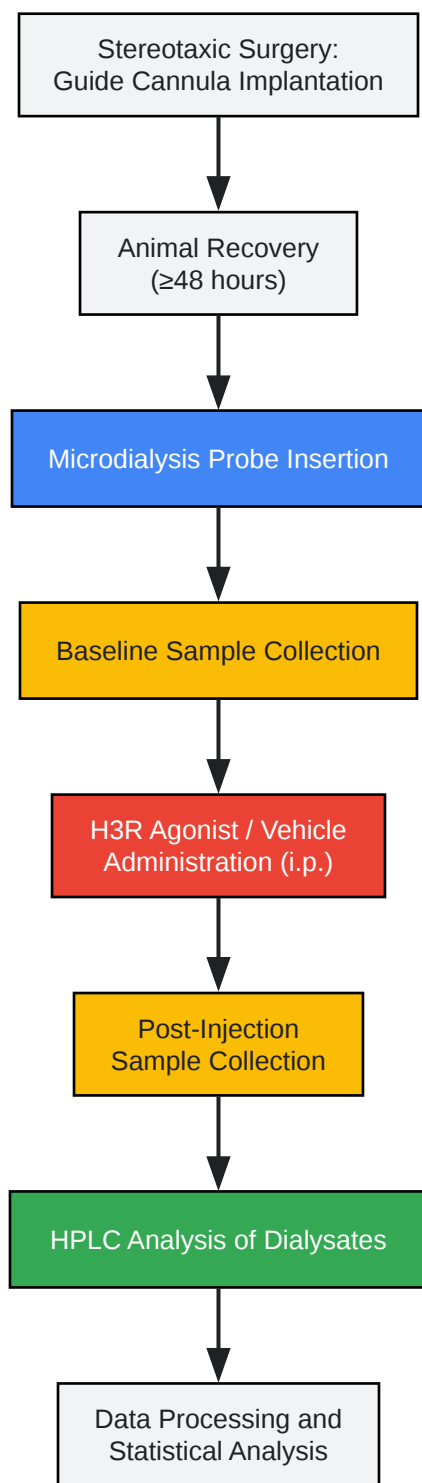 Stereotaxic Surgery:
Guide Cannula Implantation
Animal Recovery
(≥48 hours)
Microdialysis Probe Insertion
Baseline Sample Collection
H3R Agonist / Vehicle
Administration (i.p.)
Post-Injection
Sample Collection
HPLC Analysis of Dialysates
Data Processing and
Statistical Analysis